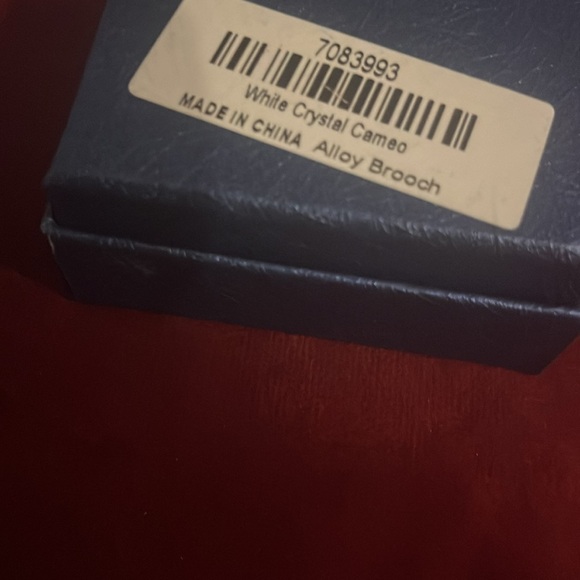 7083993
White Crystal Cameo
MADE IN CHINA Alloy Brooch